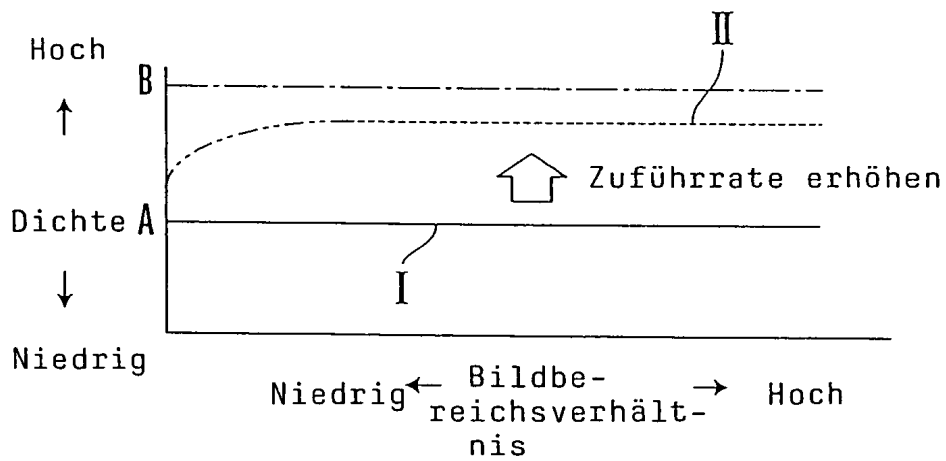 II
Hoch
B
↑
⇧ Zuführrate erhöhen
Dichte A
I
↓
Niedrig
Niedrig ← Bildbe-
reichsverhält-
nis
→ Hoch